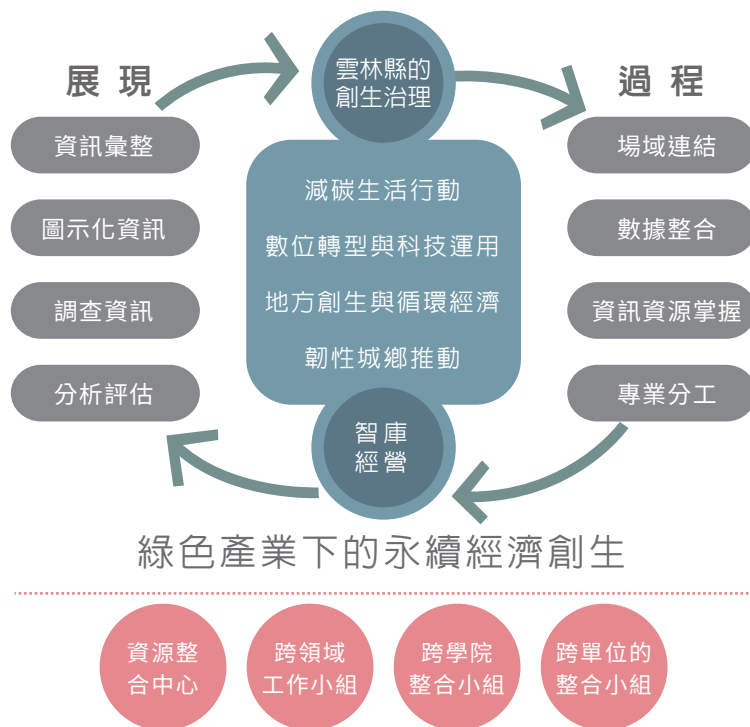 展現
資訊彙整
圖示化資訊
調查資訊
分析評估
雲林縣的
創生治理
減碳生活行動
數位轉型與科技運用
地方創生與循環經濟
韌性城鄉推動
智庫
經營
過程
場域連結
數據整合
資訊資源掌握
專業分工
綠色產業下的永續經濟創生
資源整
合中心
跨領域
工作小組
跨學院
整合小組
跨單位的
整合小組